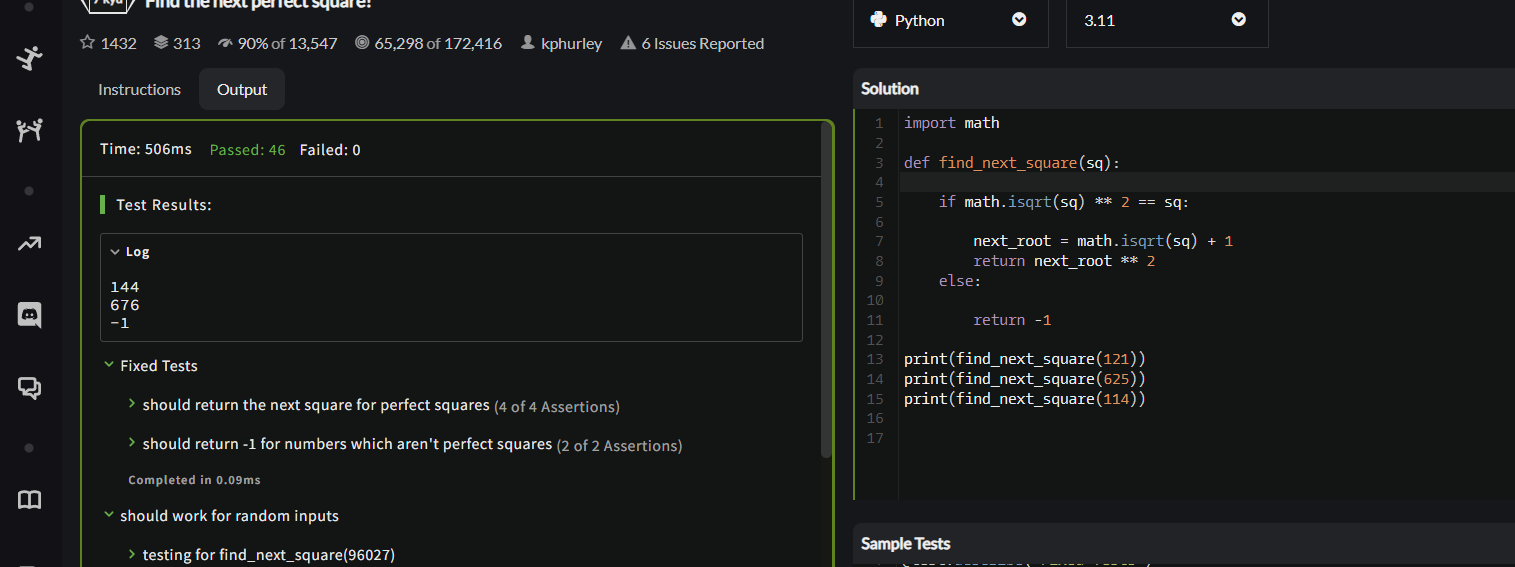 7 kyu
Find the next perfect square!
1432 313 90% of 13,547 65,298 of 172,416 kphurley 6 Issues Reported
Instructions Output
Time: 506ms Passed: 46 Failed: 0
Test Results:
Log
144
676
-1
Fixed Tests
should return the next square for perfect squares (4 of 4 Assertions)
should return -1 for numbers which aren't perfect squares (2 of 2 Assertions)
Completed in 0.09ms
should work for random inputs
testing for find_next_square(96027)
Python
3.11
Solution
1 import math
2
3 def find_next_square(sq):
4
5     if math.isqrt(sq) ** 2 == sq:
6
7         next_root = math.isqrt(sq) + 1
8         return next_root ** 2
9     else:
10
11         return -1
12
13 print(find_next_square(121))
14 print(find_next_square(625))
15 print(find_next_square(114))
16
17
Sample Tests